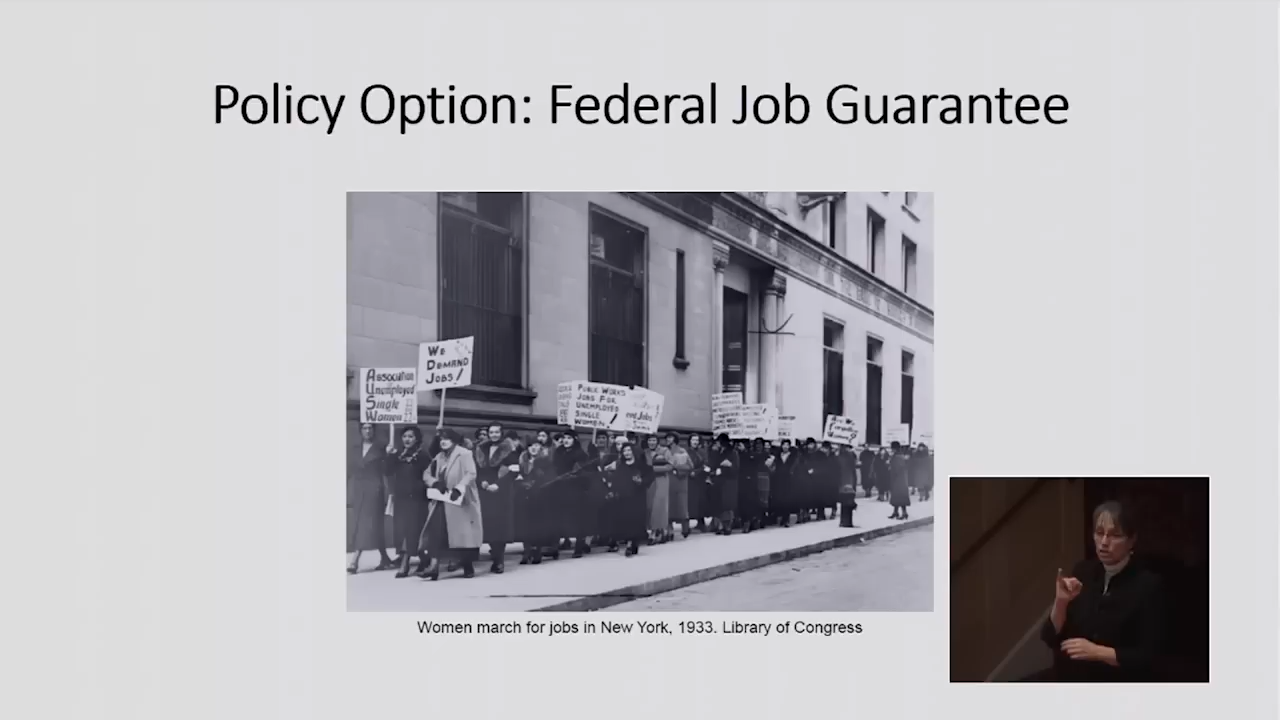 Policy Option: Federal Job Guarantee
WE
DEMAND
JOBS!
ASSOCIATION
UNEMPLOYED
SINGLE
WOMEN
PUBLIC WORKS
JOBS FOR
UNEMPLOYED
SINGLE
WOMEN!
Women march for jobs in New York, 1933. Library of Congress